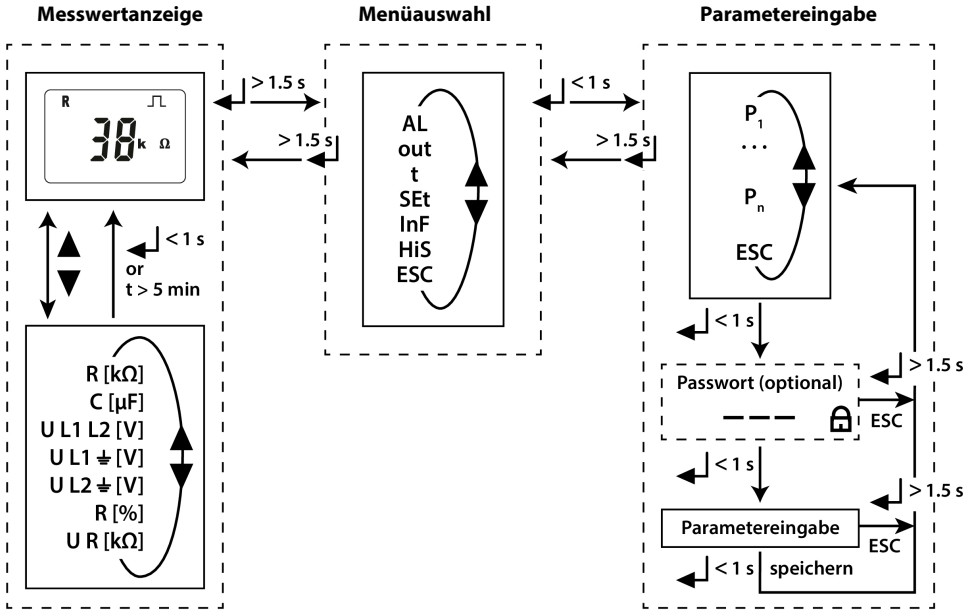 Messwertanzeige
Menüauswahl
Parametereingabe
R
38 k Ω
> 1.5 s
> 1.5 s
< 1 s
or
t > 5 min
R [kΩ]
C [µF]
U L1 L2 [V]
U L1 ⏚ [V]
U L2 ⏚ [V]
R [%]
U R [kΩ]
AL
out
t
SEt
InF
HiS
ESC
< 1 s
> 1.5 s
P1
...
Pn
ESC
< 1 s
> 1.5 s
Passwort (optional)
ESC
< 1 s
> 1.5 s
Parametereingabe
ESC
< 1 s speichern